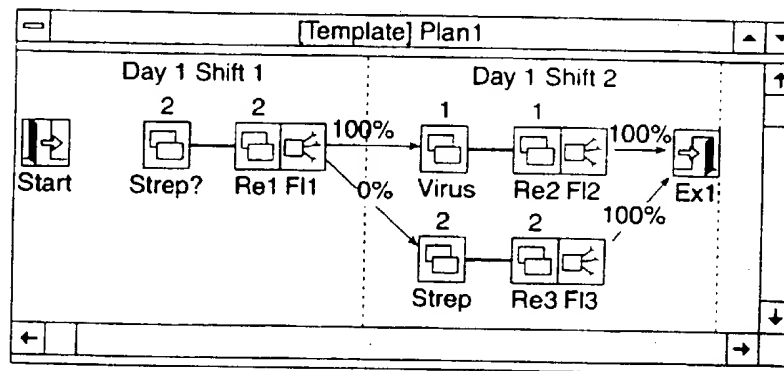 [Template] Plan1
Day 1 Shift 1 Day 1 Shift 2
2 2 100% 1 1 100%
Start Strep? Re1 Fl1 0% Virus Re2 Fl2 Ex1
2 2 100%
Strep Re3 Fl3